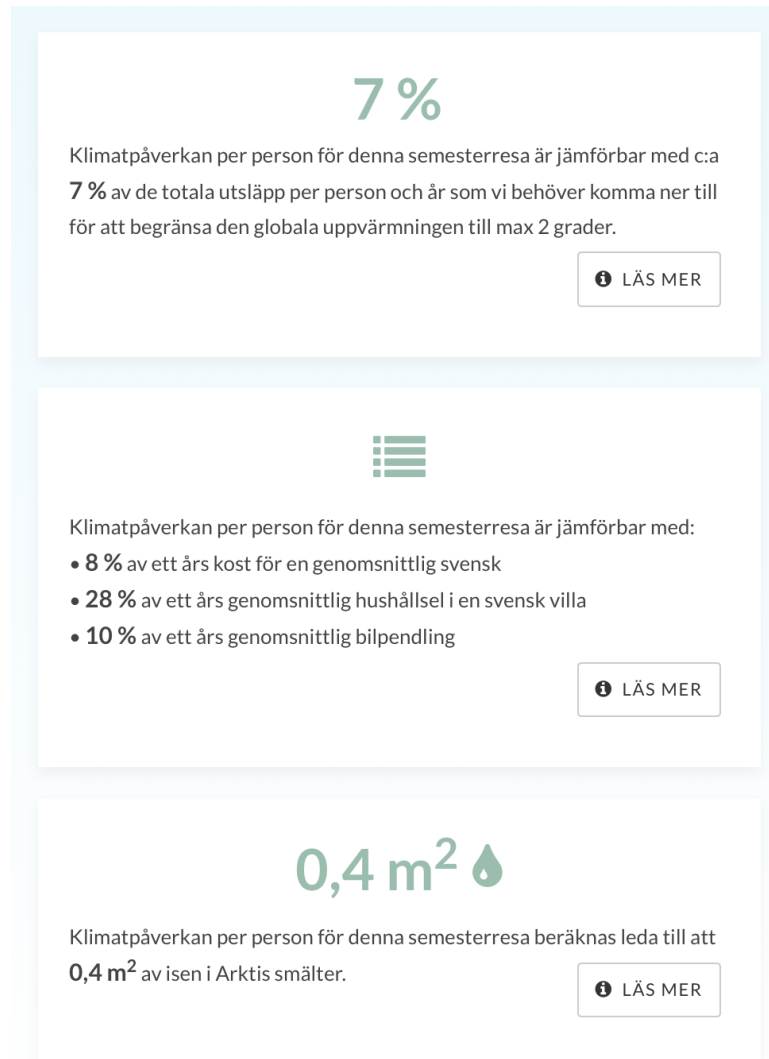 7 %
Klimatpåverkan per person för denna semesterresa är jämförbar med c:a
7 % av de totala utsläpp per person och år som vi behöver komma ner till
för att begränsa den globala uppvärmningen till max 2 grader.
LÄS MER
Klimatpåverkan per person för denna semesterresa är jämförbar med:
• 8 % av ett års kost för en genomsnittlig svensk
• 28 % av ett års genomsnittlig hushållsel i en svensk villa
• 10 % av ett års genomsnittlig bilpendling
LÄS MER
0,4 m²
Klimatpåverkan per person för denna semesterresa beräknas leda till att
0,4 m² av isen i Arktis smälter.
LÄS MER